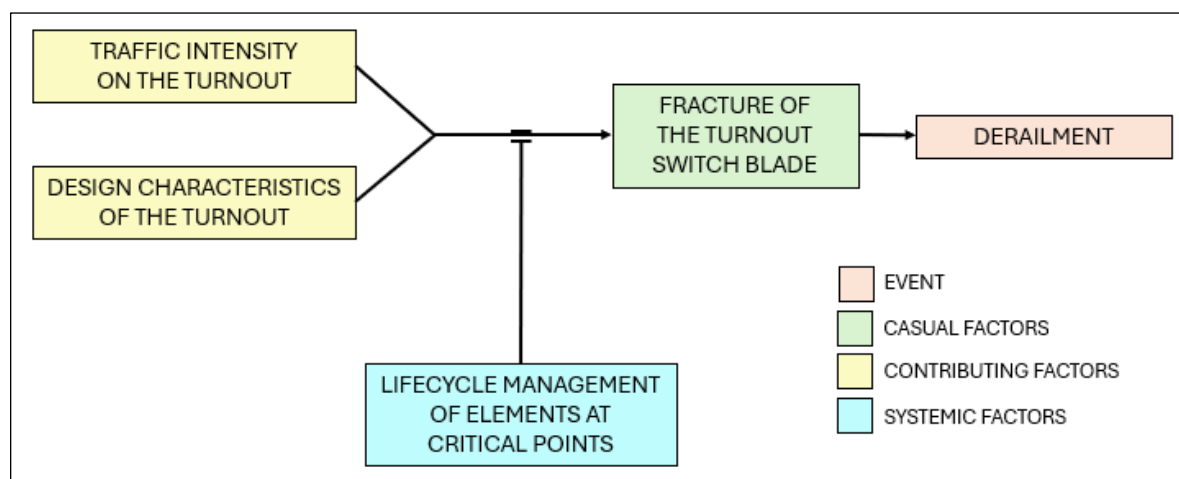 TRAFFIC INTENSITY
ON THE TURNOUT
DESIGN CHARACTERISTICS
OF THE TURNOUT
FRACTURE OF
THE TURNOUT
SWITCH BLADE
DERAILMENT
LIFECYCLE MANAGEMENT
OF ELEMENTS AT
CRITICAL POINTS
EVENT
CASUAL FACTORS
CONTRIBUTING FACTORS
SYSTEMIC FACTORS